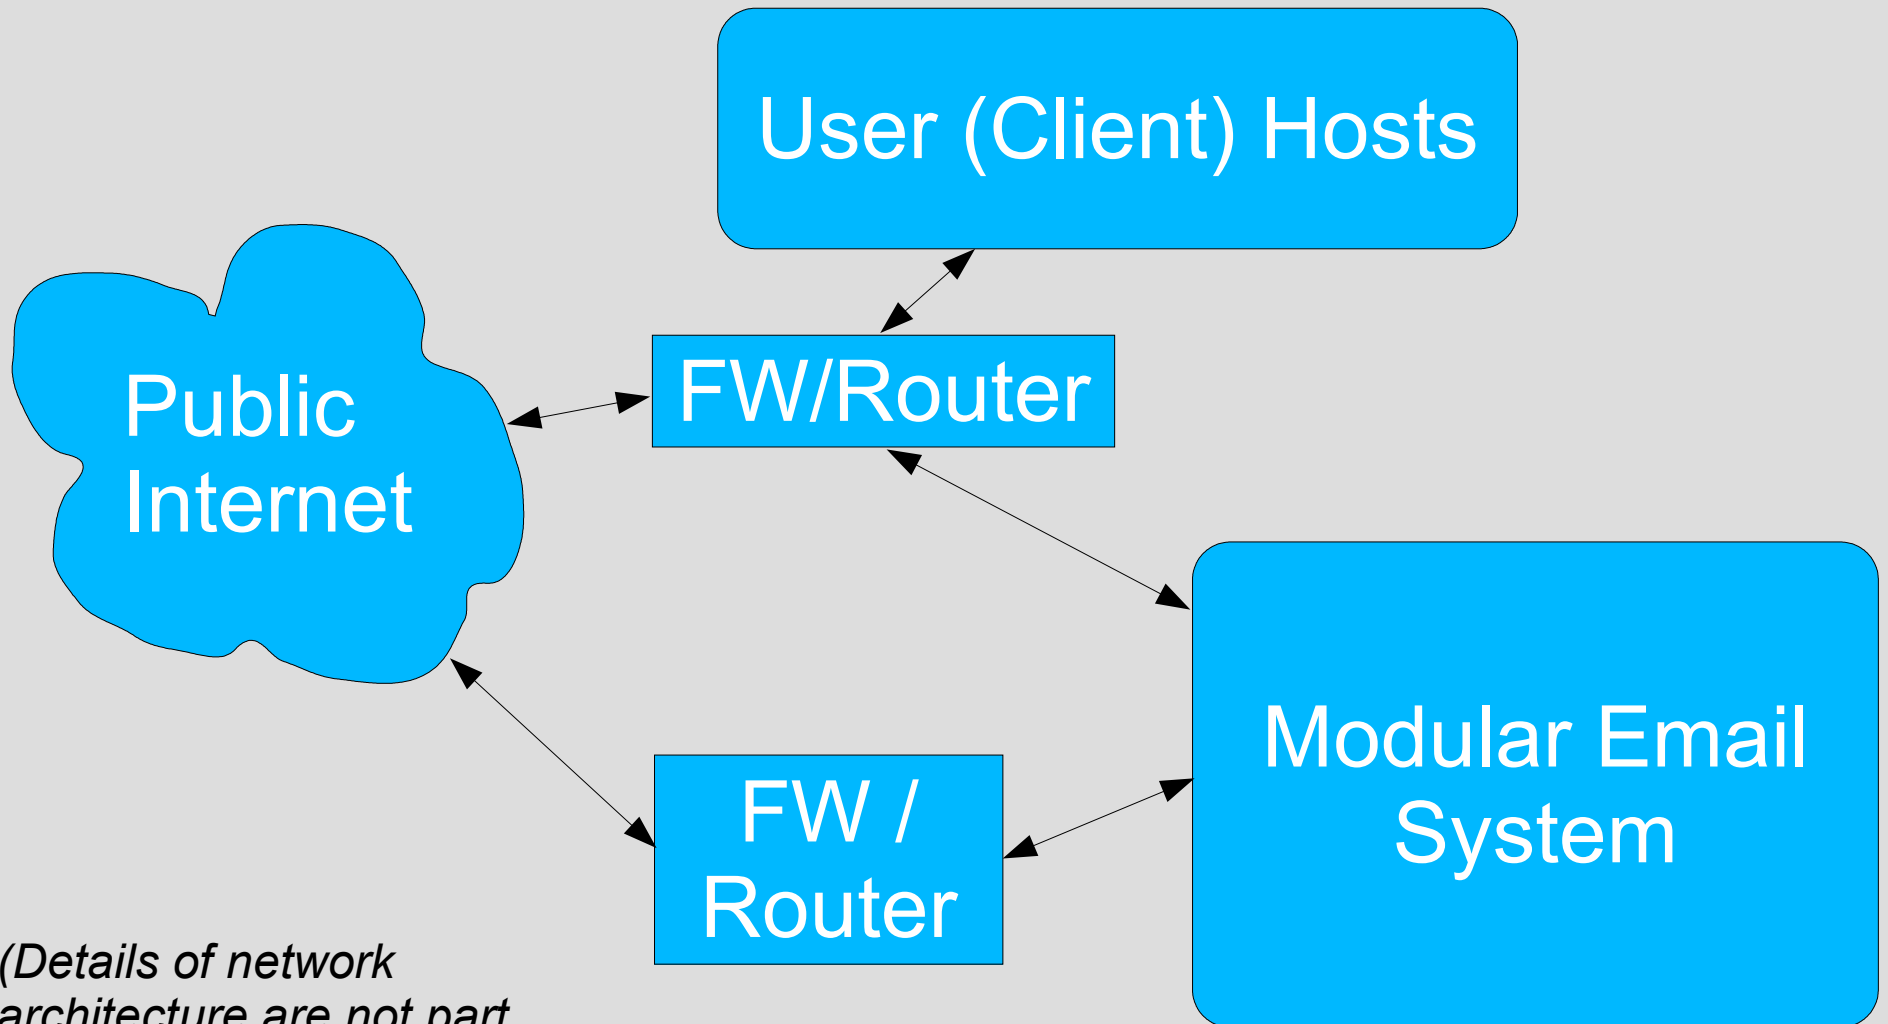 User (Client) Hosts
FW/Router
Public
Internet
Modular Email
System
FW /
Router
(Details of network
architecture are not part